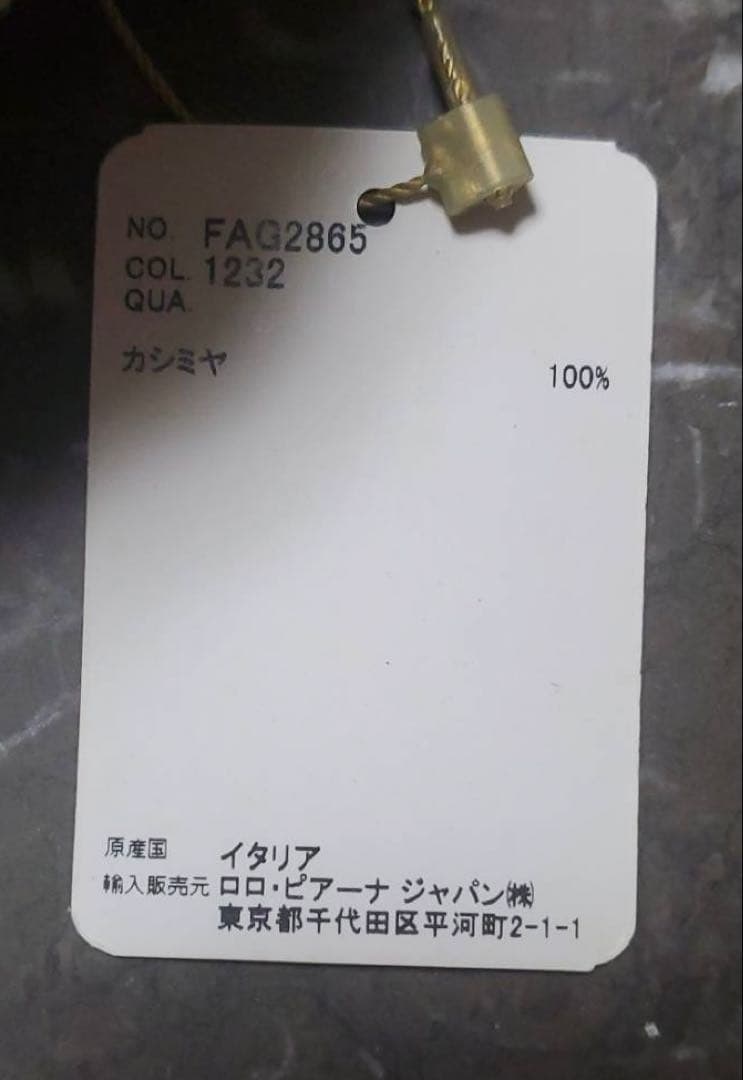 NO. FAG2865
COL. 1232
QUA.
カシミヤ 100%
原産国 イタリア
輸入販売元 ロロ・ピアーナ ジャパン㈱
東京都千代田区平河町2-1-1